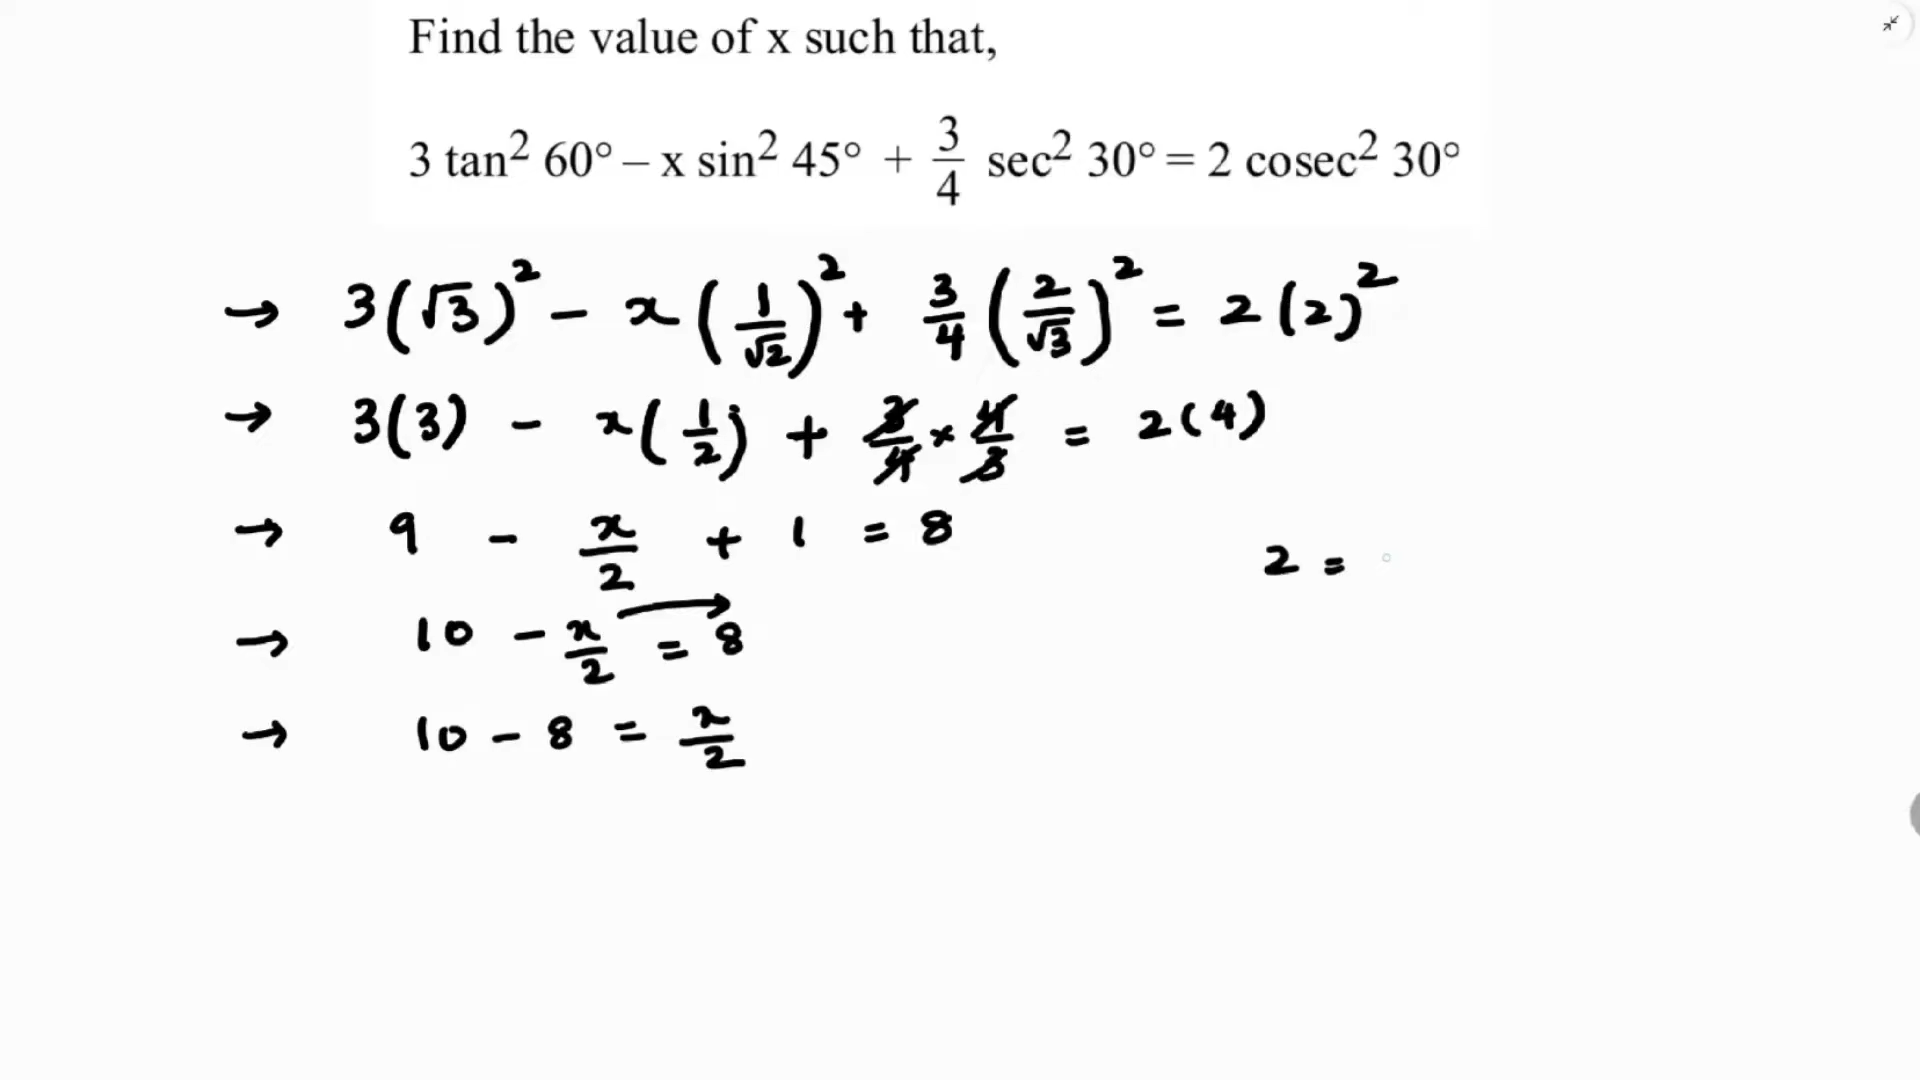 Find the value of x such that,
3 tan² 60° – x sin² 45° + 3/4 sec² 30° = 2 cosec² 30°
→ 3(√3)² - x(1/√2)² + 3/4 (2/√3)² = 2(2)²
→ 3(3) - x(1/2) + 3/4 × 4/3 = 2(4)
→ 9 - x/2 + 1 = 8
2 =
→ 10 - x/2 = 8
→ 10 - 8 = x/2